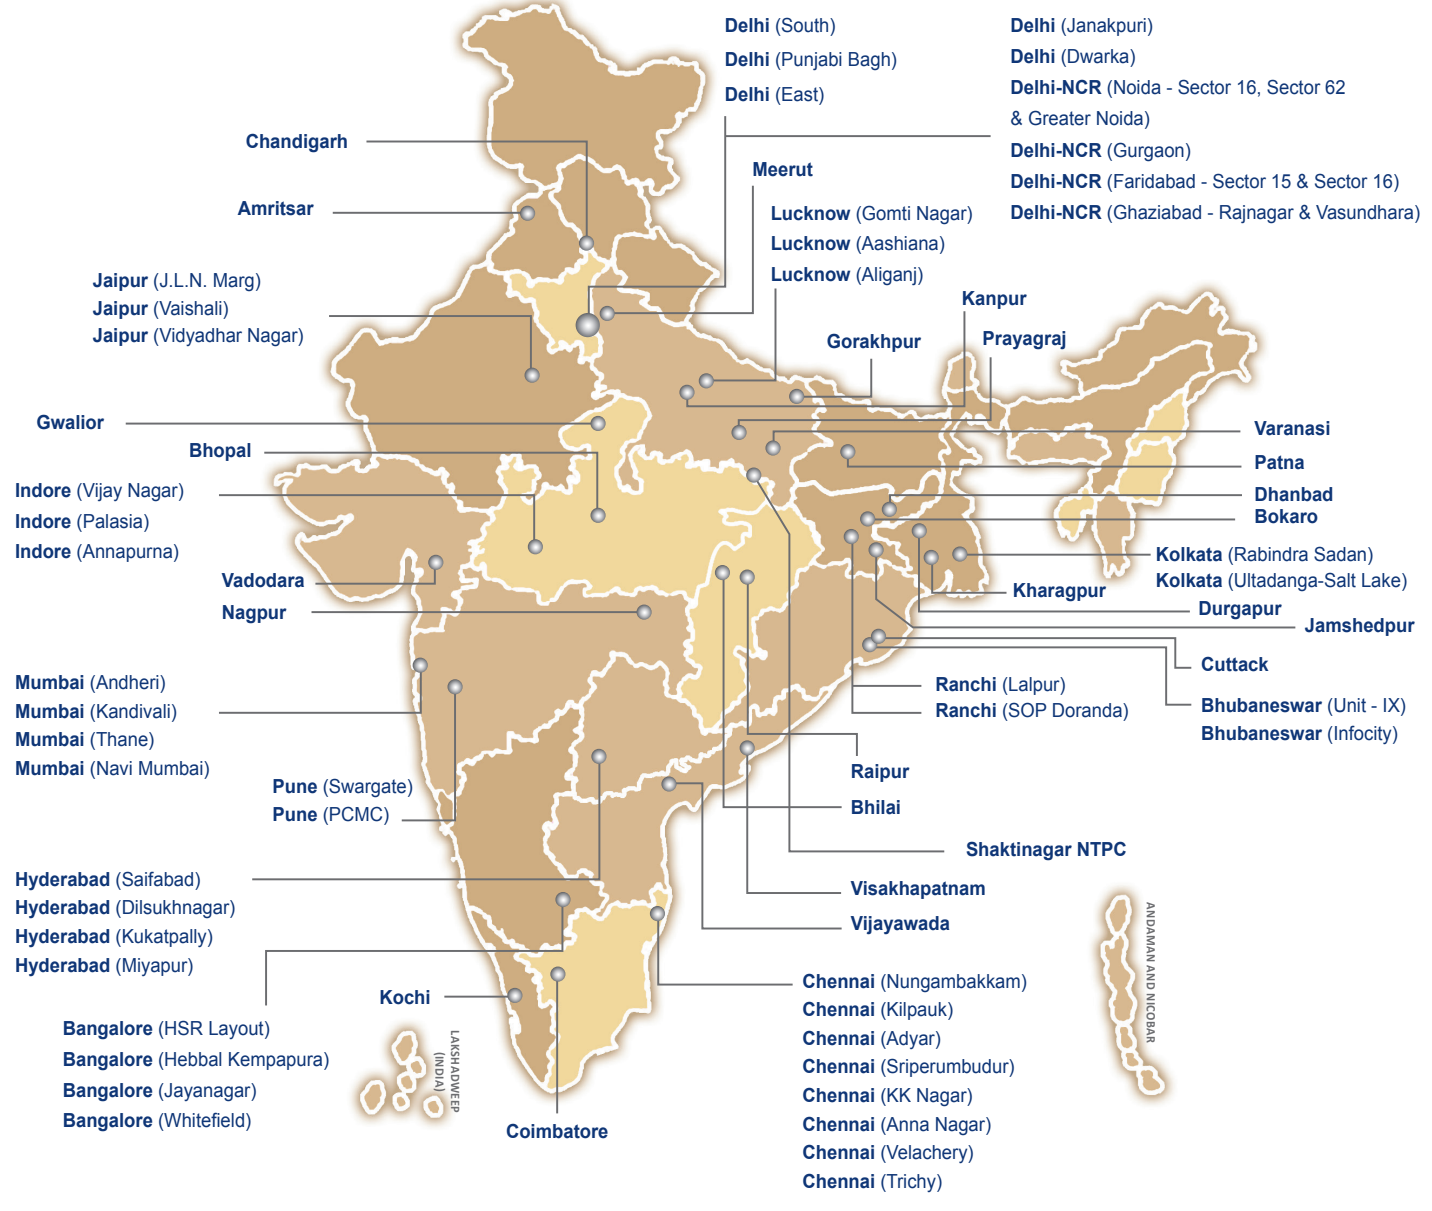 Delhi (South)
Delhi (Punjabi Bagh)
Delhi (East)
Delhi (Janakpuri)
Delhi (Dwarka)
Delhi-NCR (Noida - Sector 16, Sector 62
& Greater Noida)
Delhi-NCR (Gurgaon)
Delhi-NCR (Faridabad - Sector 15 & Sector 16)
Delhi-NCR (Ghaziabad - Rajnagar & Vasundhara)
Chandigarh
Amritsar
Meerut
Lucknow (Gomti Nagar)
Lucknow (Aashiana)
Lucknow (Aliganj)
Jaipur (J.L.N. Marg)
Jaipur (Vaishali)
Jaipur (Vidyadhar Nagar)
Kanpur
Gorakhpur
Prayagraj
Gwalior
Bhopal
Varanasi
Patna
Dhanbad
Bokaro
Indore (Vijay Nagar)
Indore (Palasia)
Indore (Annapurna)
Kolkata (Rabindra Sadan)
Kolkata (Ultadanga-Salt Lake)
Vadodara
Nagpur
Kharagpur
Durgapur
Jamshedpur
Cuttack
Ranchi (Lalpur)
Ranchi (SOP Doranda)
Bhubaneswar (Unit - IX)
Bhubaneswar (Infocity)
Mumbai (Andheri)
Mumbai (Kandivali)
Mumbai (Thane)
Mumbai (Navi Mumbai)
Pune (Swargate)
Pune (PCMC)
Raipur
Bhilai
Shaktinagar NTPC
Visakhapatnam
Vijayawada
Hyderabad (Saifabad)
Hyderabad (Dilsukhnagar)
Hyderabad (Kukatpally)
Hyderabad (Miyapur)
Kochi
Bangalore (HSR Layout)
Bangalore (Hebbal Kempapura)
Bangalore (Jayanagar)
Bangalore (Whitefield)
LAKSHADWEEP
(INDIA)
Coimbatore
Chennai (Nungambakkam)
Chennai (Kilpauk)
Chennai (Adyar)
Chennai (Sriperumbudur)
Chennai (KK Nagar)
Chennai (Anna Nagar)
Chennai (Velachery)
Chennai (Trichy)
ANDAMAN AND NICOBAR